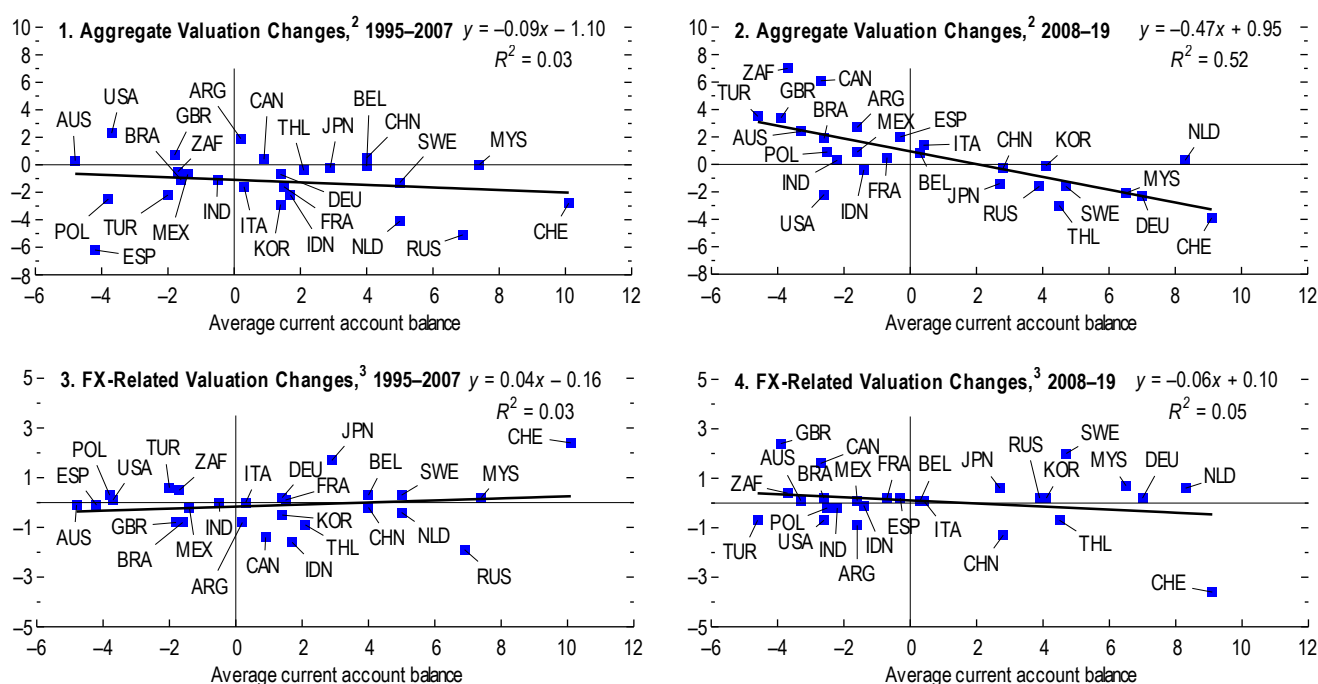 1. Aggregate Valuation Changes,2 1995–2007 y = –0.09x – 1.10
R2 = 0.03
10
8
6
4
2
0
–2
–4
–6
–8
–6 –4 –2 0 2 4 6 8 10 12
AUS USA BRA GBR ZAF ARG CAN THL JPN BEL CHN SWE MYS
POL ESP TUR MEX IND ITA KOR DEU FRA IDN NLD RUS CHE
Average current account balance
2. Aggregate Valuation Changes,2 2008–19 y = –0.47x + 0.95
R2 = 0.52
10
8
6
4
2
0
–2
–4
–6
–8
–6 –4 –2 0 2 4 6 8 10 12
ZAF TUR GBR CAN BRA ARG AUS MEX ESP ITA CHN KOR NLD
POL IND USA IDN FRA BEL JPN RUS SWE THL MYS DEU CHE
Average current account balance
3. FX-Related Valuation Changes,3 1995–2007 y = 0.04x – 0.16
R2 = 0.03
5
3
1
–1
–3
–5
–6 –4 –2 0 2 4 6 8 10 12
ESP POL USA TUR ZAF ITA DEU FRA JPN BEL SWE MYS CHE
AUS GBR BRA MEX IND ARG CAN IDN KOR THL CHN NLD RUS
Average current account balance
4. FX-Related Valuation Changes,3 2008–19 y = –0.06x + 0.10
R2 = 0.05
5
3
1
–1
–3
–5
–6 –4 –2 0 2 4 6 8 10 12
ZAF AUS GBR BRA CAN MEX FRA BEL JPN RUS KOR SWE MYS DEU NLD
TUR POL USA IND ARG IDN ESP ITA CHN THL CHE
Average current account balance